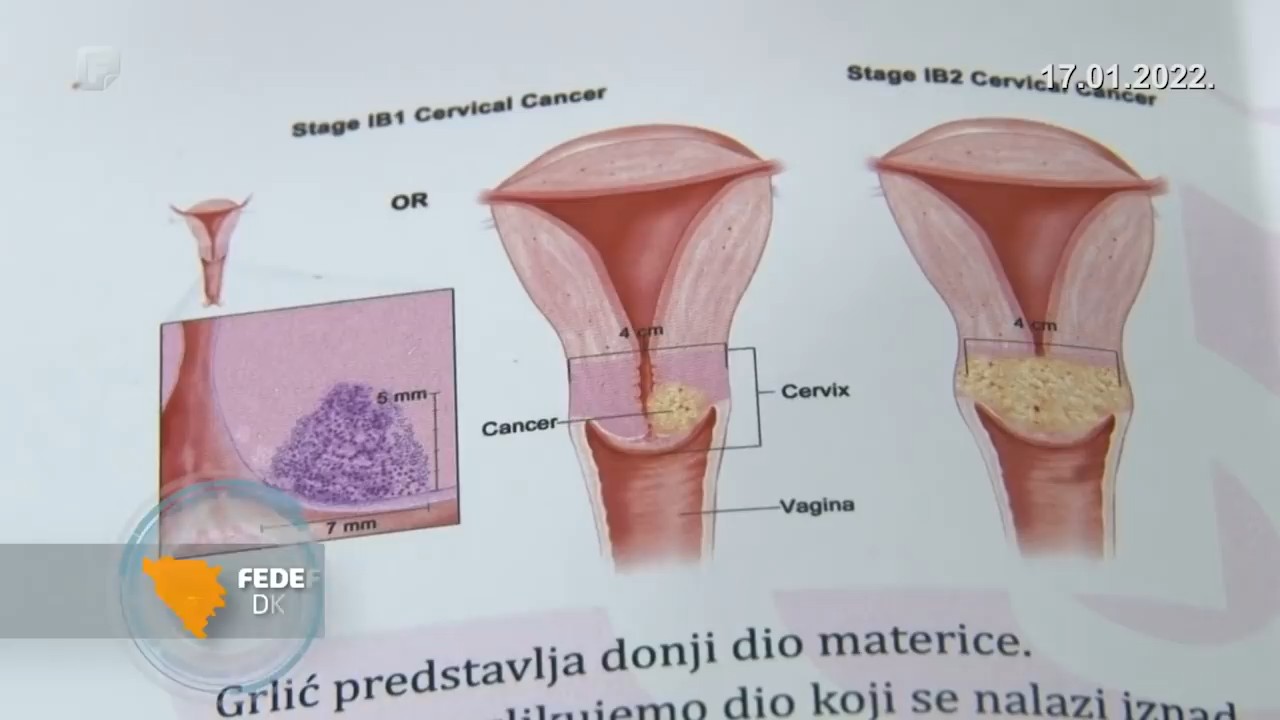 17.01.2022.
Stage IB1 Cervical Cancer
Stage IB2 Cervical Cancer
OR
4 cm
4 cm
5 mm
Cancer
Cervix
7 mm
Vagina
FEDE
DK
Grlić predstavlja donji dio materice.
dio koji se nalazi iznad